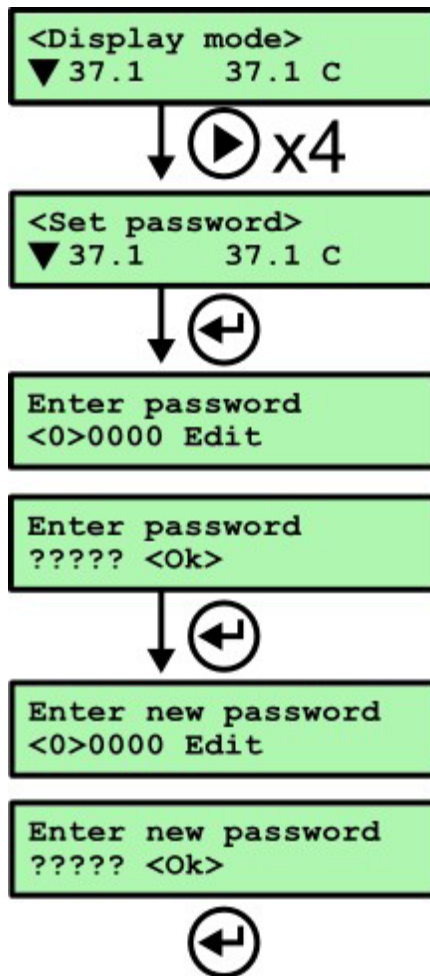 <Display mode>
▼37.1 37.1 C
x4
<Set password>
▼37.1 37.1 C
Enter password
<0>0000 Edit
Enter password
????? <Ok>
Enter new password
<0>0000 Edit
Enter new password
????? <Ok>